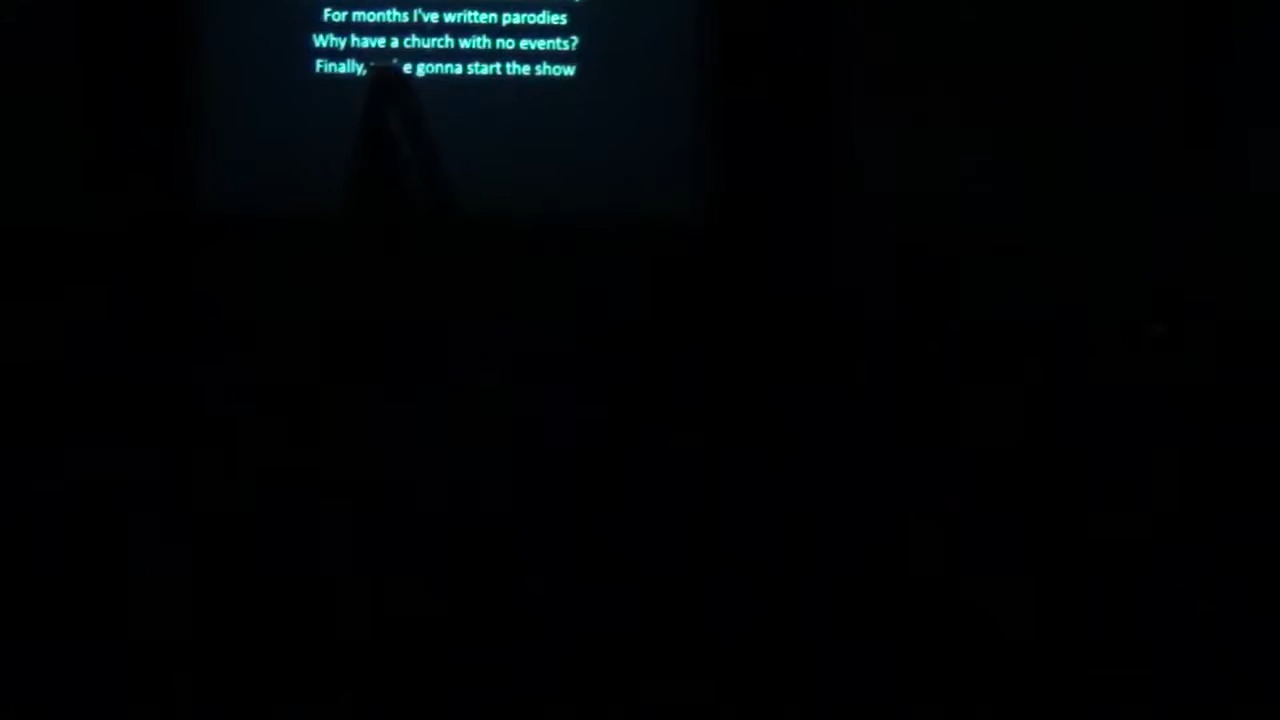 For months I've written parodies
Why have a church with no events?
Finally, gonna start the show